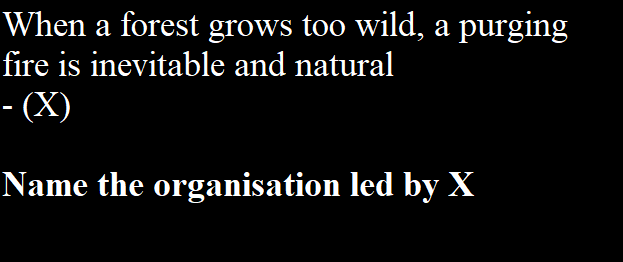 When a forest grows too wild, a purging
fire is inevitable and natural
- (X)
Name the organisation led by X